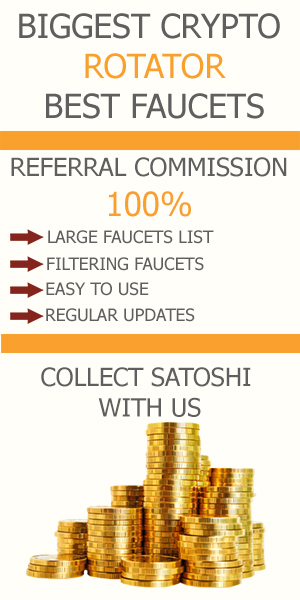 BIGGEST CRYPTO
ROTATOR
BEST FAUCETS
REFERRAL COMMISSION
100%
LARGE FAUCETS LIST
FILTERING FAUCETS
EASY TO USE
REGULAR UPDATES
COLLECT SATOSHI
WITH US